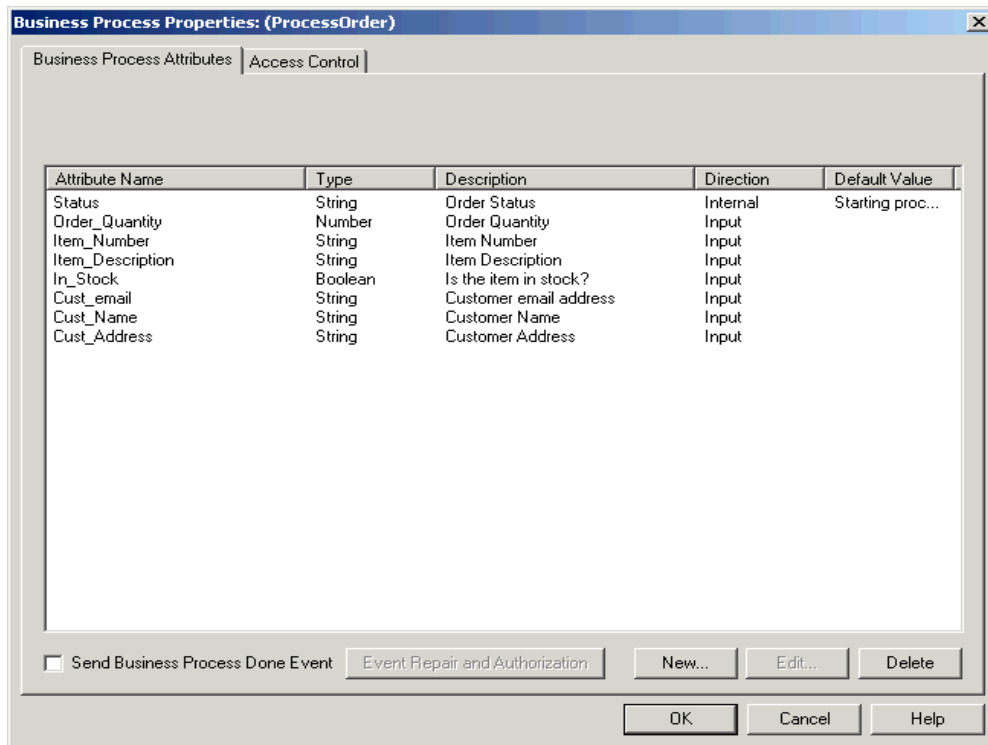 Business Process Properties: (ProcessOrder)
Business Process Attributes Access Control
Attribute Name Type Description Direction Default Value
Status String Order Status Internal Starting proc...
Order_Quantity Number Order Quantity Input
Item_Number String Item Number Input
Item_Description String Item Description Input
In_Stock Boolean Is the item in stock? Input
Cust_email String Customer email address Input
Cust_Name String Customer Name Input
Cust_Address String Customer Address Input
Send Business Process Done Event Event Repair and Authorization New... Edit... Delete
OK Cancel Help